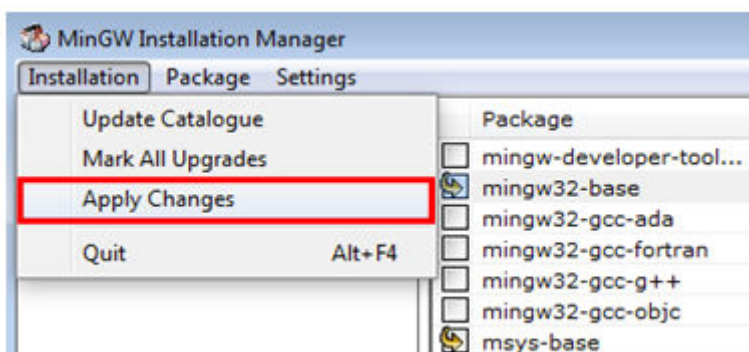 MinGW Installation Manager
Installation Package Settings
Update Catalogue
Mark All Upgrades
Apply Changes
Quit Alt+F4
Package
mingw-developer-tool...
mingw32-base
mingw32-gcc-ada
mingw32-gcc-fortran
mingw32-gcc-g++
mingw32-gcc-objc
msys-base